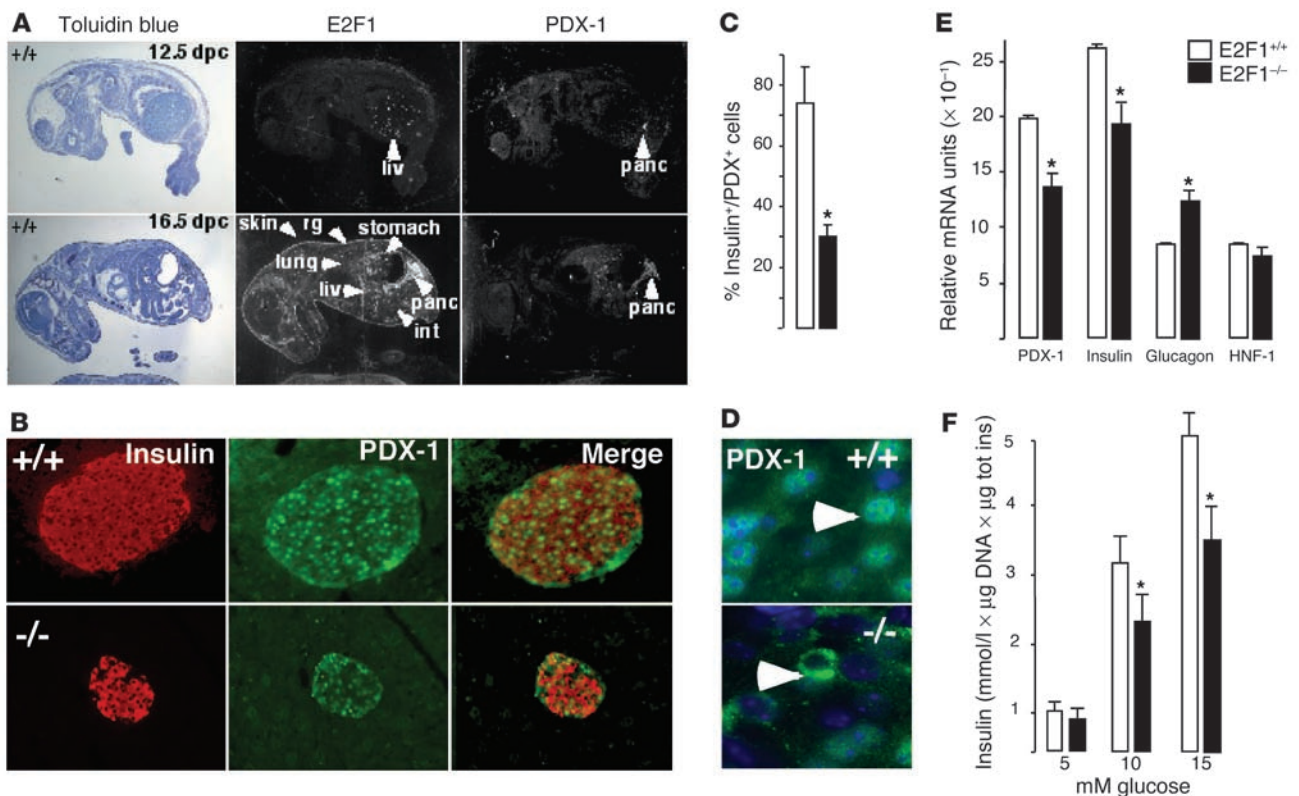 A
Toluidin blue
E2F1
PDX-1
+/+
12.5 dpc
liv
panc
+/+
16.5 dpc
skin
rg
stomach
lung
liv
panc
int
panc
B
+/+
Insulin
PDX-1
Merge
-/-
C
% Insulin⁺/PDX⁺ cells
80
60
40
20
*
D
PDX-1
+/+
-/-
E
Relative mRNA units (× 10⁻¹)
25
20
15
10
5
E2F1⁺/⁺
E2F1⁻/⁻
*
*
*
PDX-1 Insulin Glucagon HNF-1
F
Insulin (mmol/l × µg DNA × µg tot ins)
5
4
3
2
1
*
*
5 10 15
mM glucose